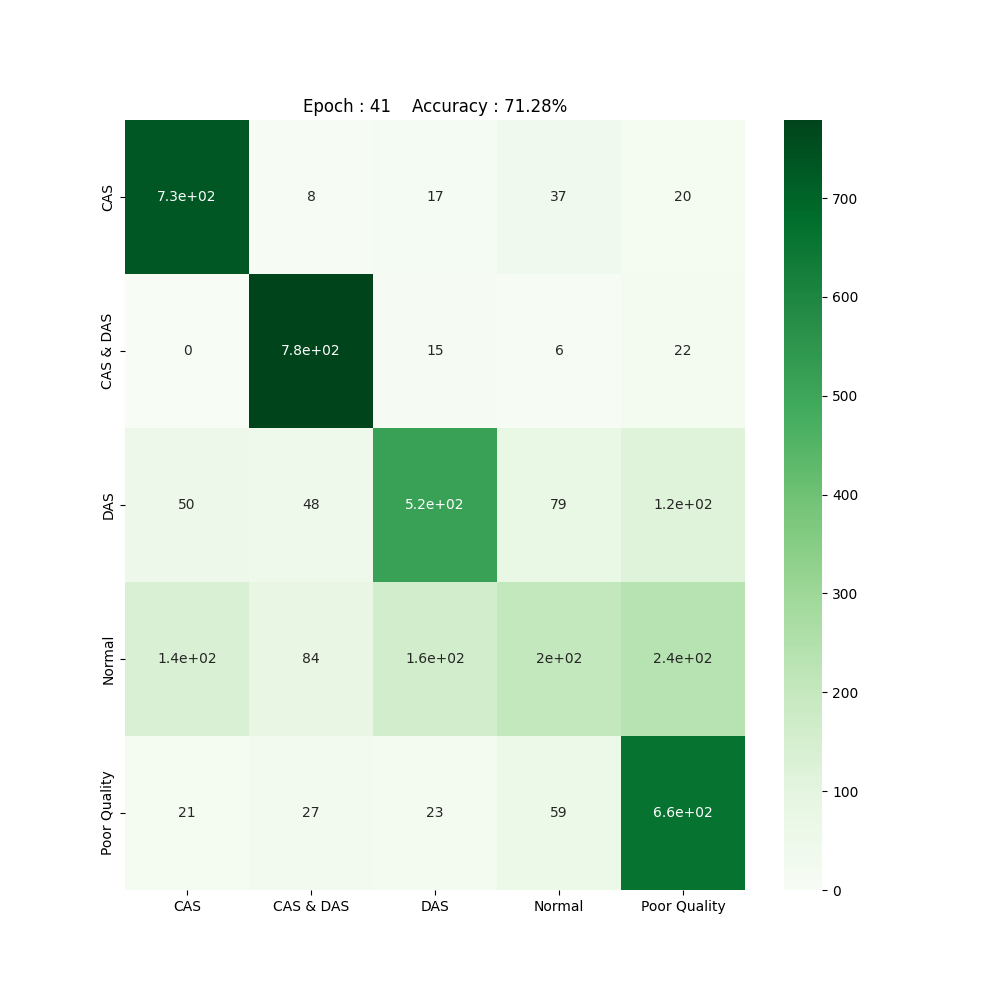 Epoch : 41    Accuracy : 71.28%
CAS 7.3e+02 8 17 37 20
CAS & DAS 0 7.8e+02 15 6 22
DAS 50 48 5.2e+02 79 1.2e+02
Normal 1.4e+02 84 1.6e+02 2e+02 2.4e+02
Poor Quality 21 27 23 59 6.6e+02
CAS CAS & DAS DAS Normal Poor Quality
700
600
500
400
300
200
100
0